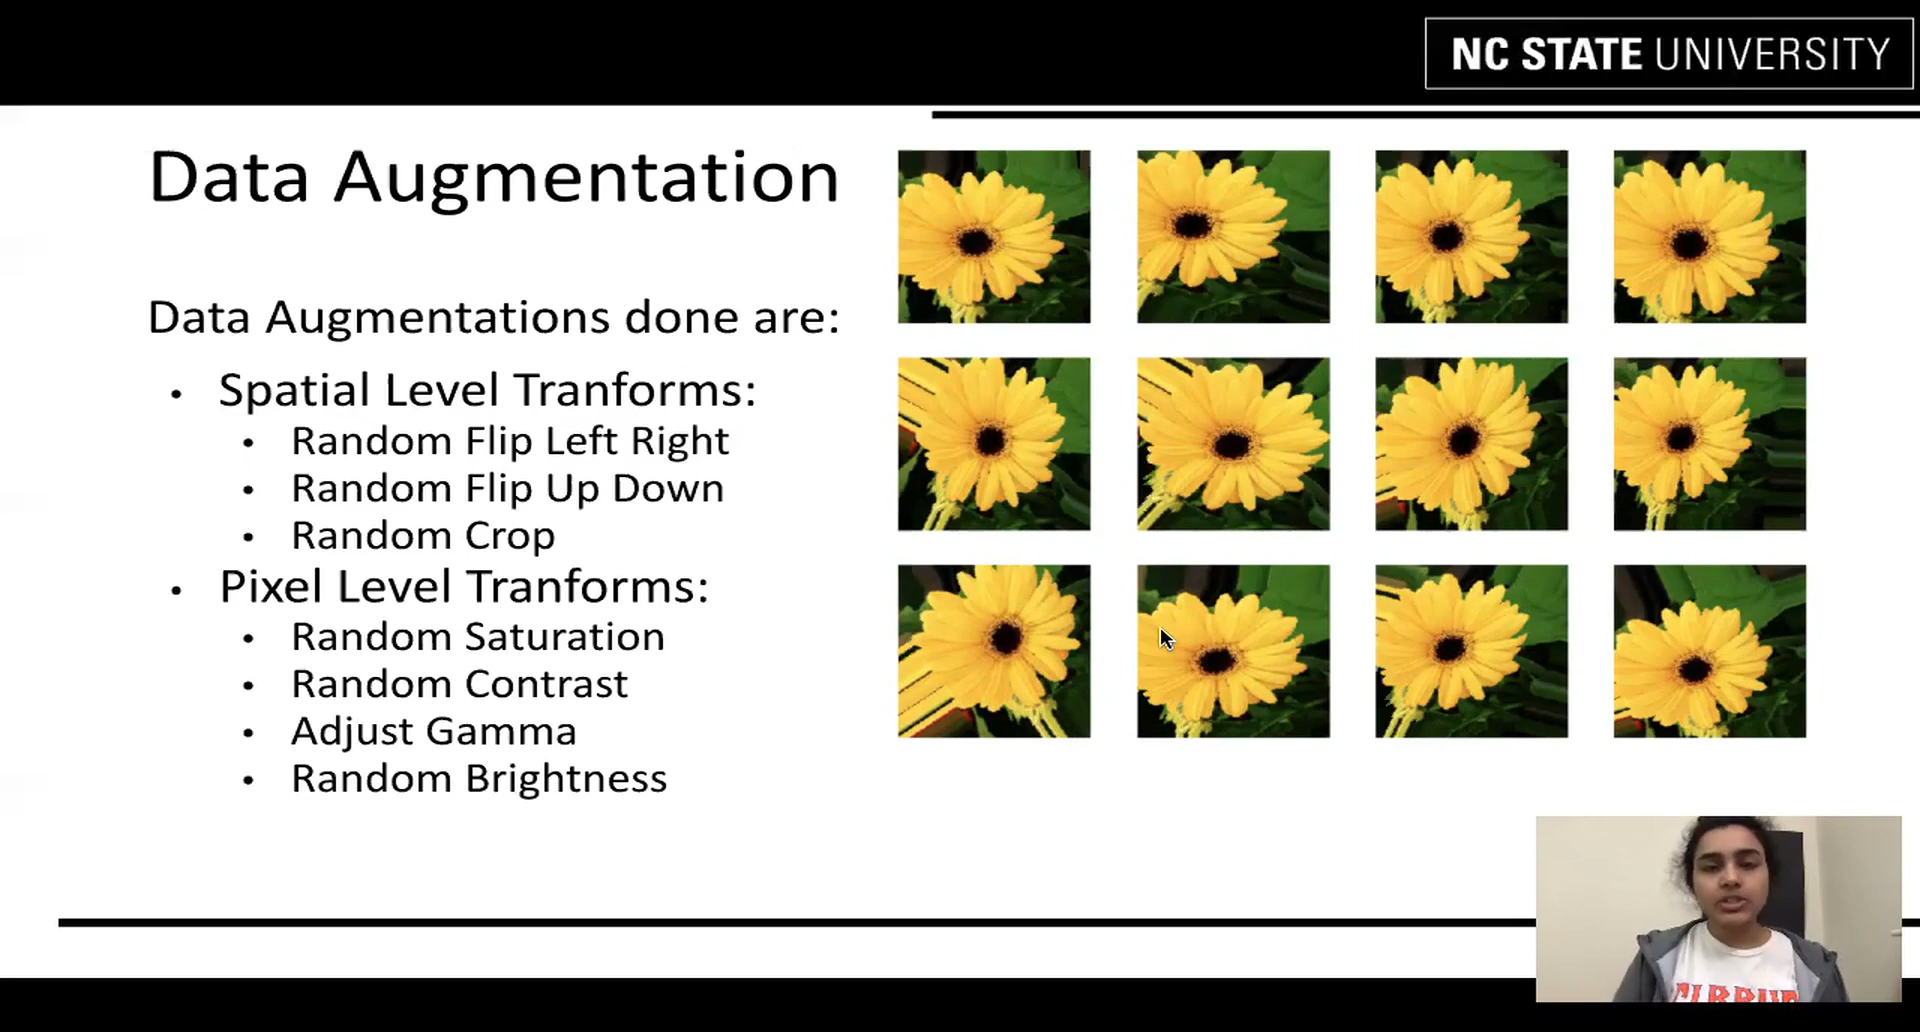 NC STATE UNIVERSITY
Data Augmentation
Data Augmentations done are:
• Spatial Level Tranforms:
• Random Flip Left Right
• Random Flip Up Down
• Random Crop
• Pixel Level Tranforms:
• Random Saturation
• Random Contrast
• Adjust Gamma
• Random Brightness